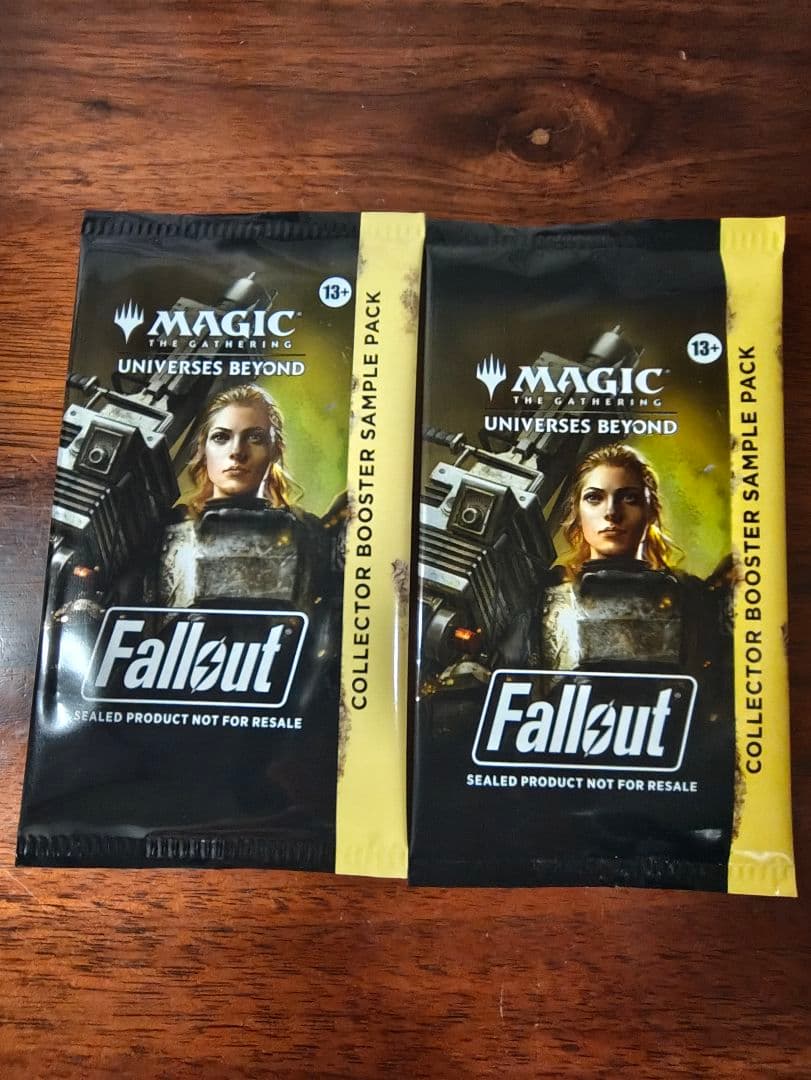 13+
MAGIC
THE GATHERING
UNIVERSES BEYOND
Fallout
SEALED PRODUCT NOT FOR RESALE
COLLECTOR BOOSTER SAMPLE PACK
13+
MAGIC
THE GATHERING
UNIVERSES BEYOND
Fallout
SEALED PRODUCT NOT FOR RESALE
COLLECTOR BOOSTER SAMPLE PACK